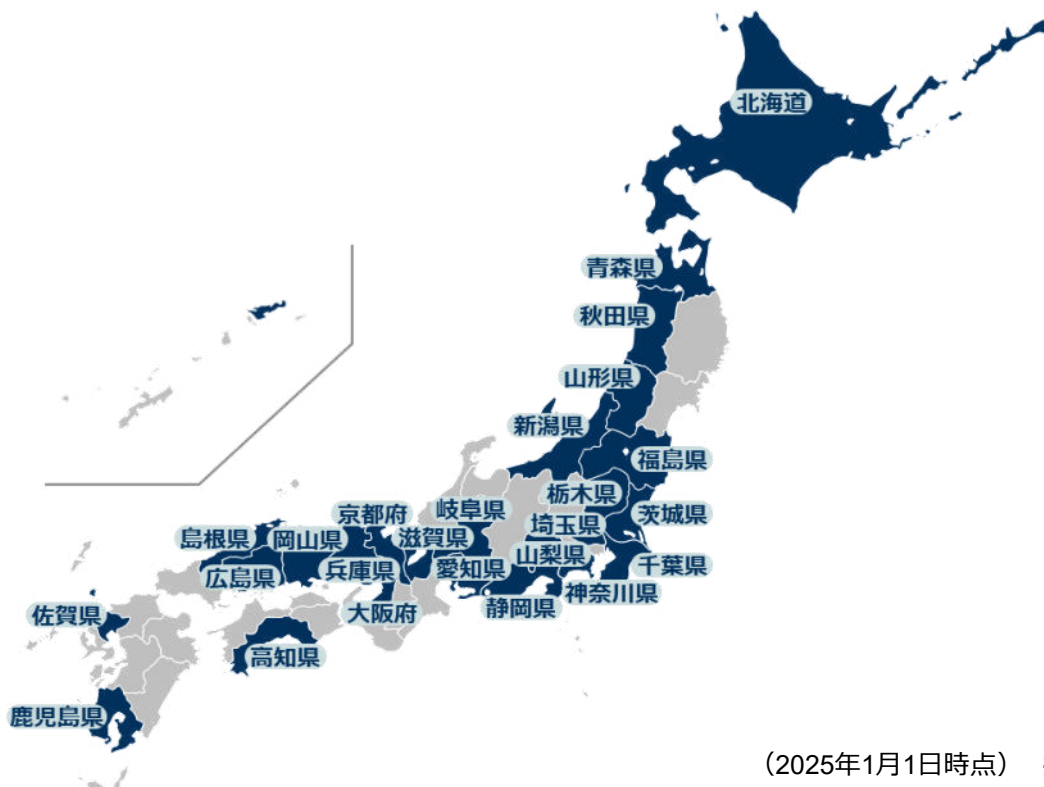 北海道
青森県
秋田県
山形県
新潟県
福島県
栃木県
岐阜県
茨城県
京都府
埼玉県
島根県
岡山県
滋賀県
山梨県
千葉県
兵庫県
愛知県
広島県
神奈川県
静岡県
大阪府
佐賀県
高知県
鹿児島県
（2025年1月1日時点）